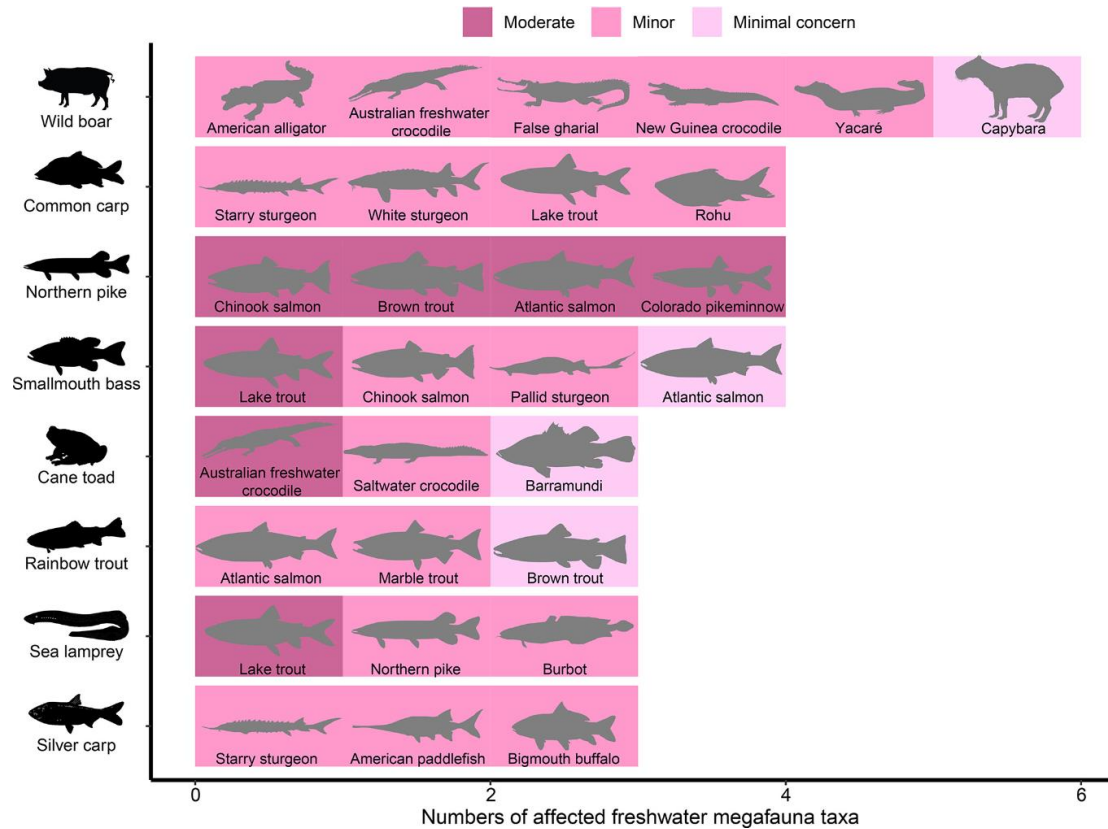 Moderate Minor Minimal concern
Wild boar
American alligator
Australian freshwater
crocodile
False gharial
New Guinea crocodile
Yacaré
Capybara
Common carp
Starry sturgeon
White sturgeon
Lake trout
Rohu
Northern pike
Chinook salmon
Brown trout
Atlantic salmon
Colorado pikeminnow
Smallmouth bass
Lake trout
Chinook salmon
Pallid sturgeon
Atlantic salmon
Cane toad
Australian freshwater
crocodile
Saltwater crocodile
Barramundi
Rainbow trout
Atlantic salmon
Marble trout
Brown trout
Sea lamprey
Lake trout
Northern pike
Burbot
Silver carp
Starry sturgeon
American paddlefish
Bigmouth buffalo
0 2 4 6
Numbers of affected freshwater megafauna taxa